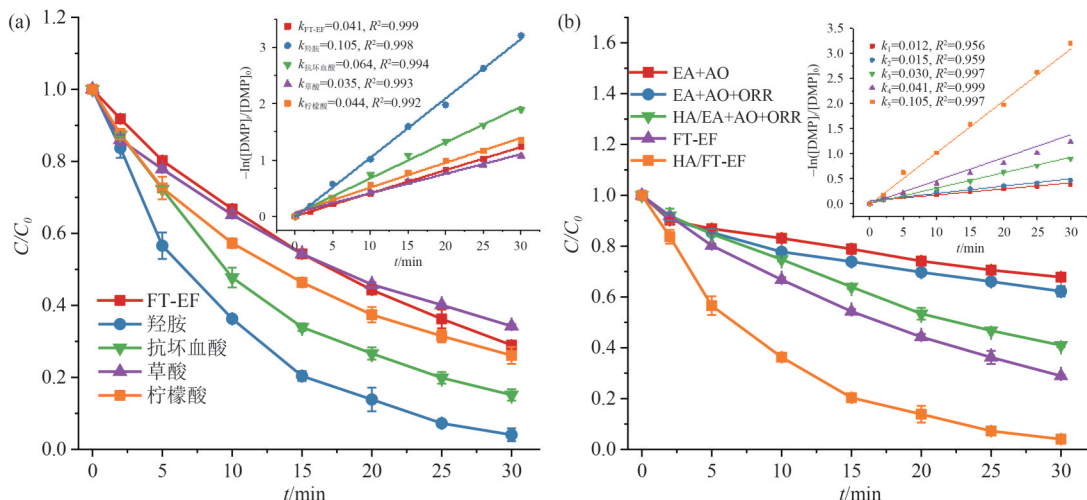 (a)
1.2
1.0
0.8
0.6
0.4
0.2
0.0
C/C₀
0
5
10
15
20
25
30
t/min
FT-EF
羟胺
抗坏血酸
草酸
柠檬酸
k_FT-EF=0.041, R²=0.999
k_羟胺=0.105, R²=0.998
k_抗坏血酸=0.064, R²=0.994
k_草酸=0.035, R²=0.993
k_柠檬酸=0.044, R²=0.992
−ln([DMP]ₜ/[DMP]₀)
3
2
1
0
0
5
10
15
20
25
30
t/min
(b)
1.6
1.4
1.2
1.0
0.8
0.6
0.4
0.2
0.0
C/C₀
0
5
10
15
20
25
30
t/min
EA+AO
EA+AO+ORR
HA/EA+AO+ORR
FT-EF
HA/FT-EF
k₁=0.012, R²=0.956
k₂=0.015, R²=0.959
k₃=0.030, R²=0.997
k₄=0.041, R²=0.999
k₅=0.105, R²=0.997
−ln([DMP]ₜ/[DMP]₀)
3.0
2.5
2.0
1.5
1.0
0.5
0.0
0
5
10
15
20
25
30
t/min